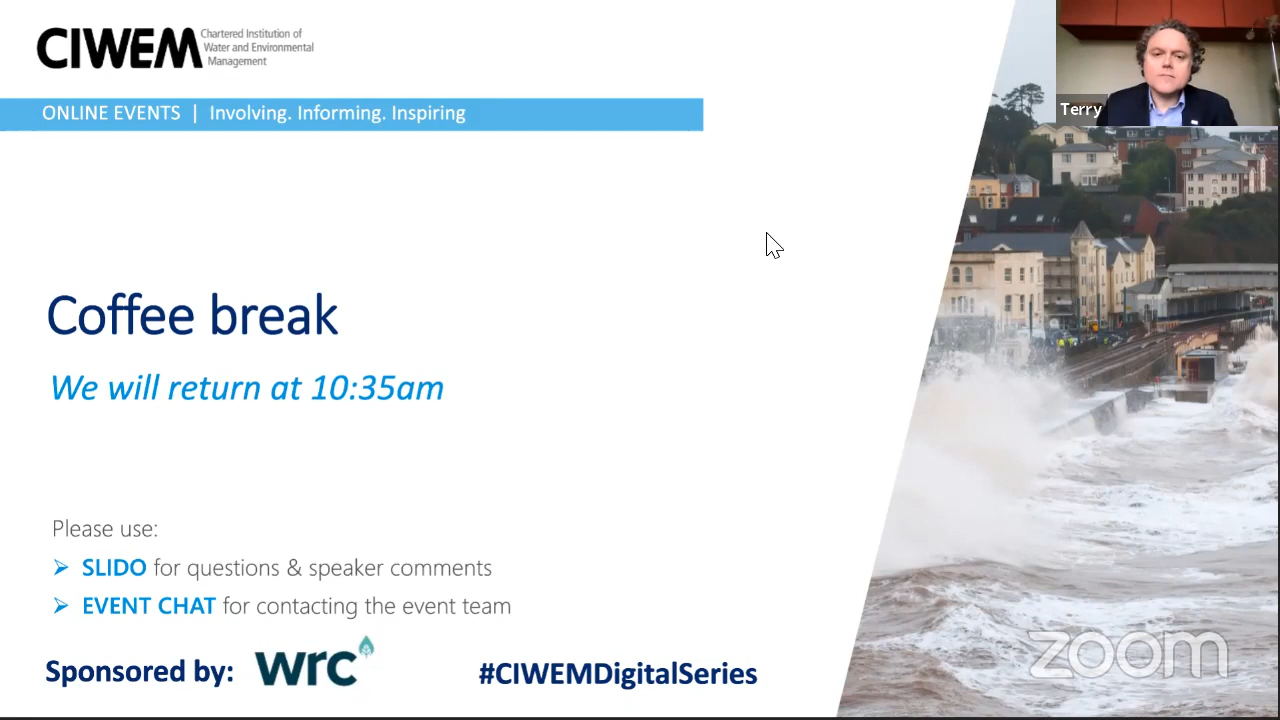 CIWEM
Chartered Institution of
Water and Environmental
Management
Terry
ONLINE EVENTS | Involving. Informing. Inspiring
Coffee break
We will return at 10:35am
Please use:
➢ SLIDO for questions & speaker comments
➢ EVENT CHAT for contacting the event team
Sponsored by: wrc
#CIWEMDigitalSeries
zoom